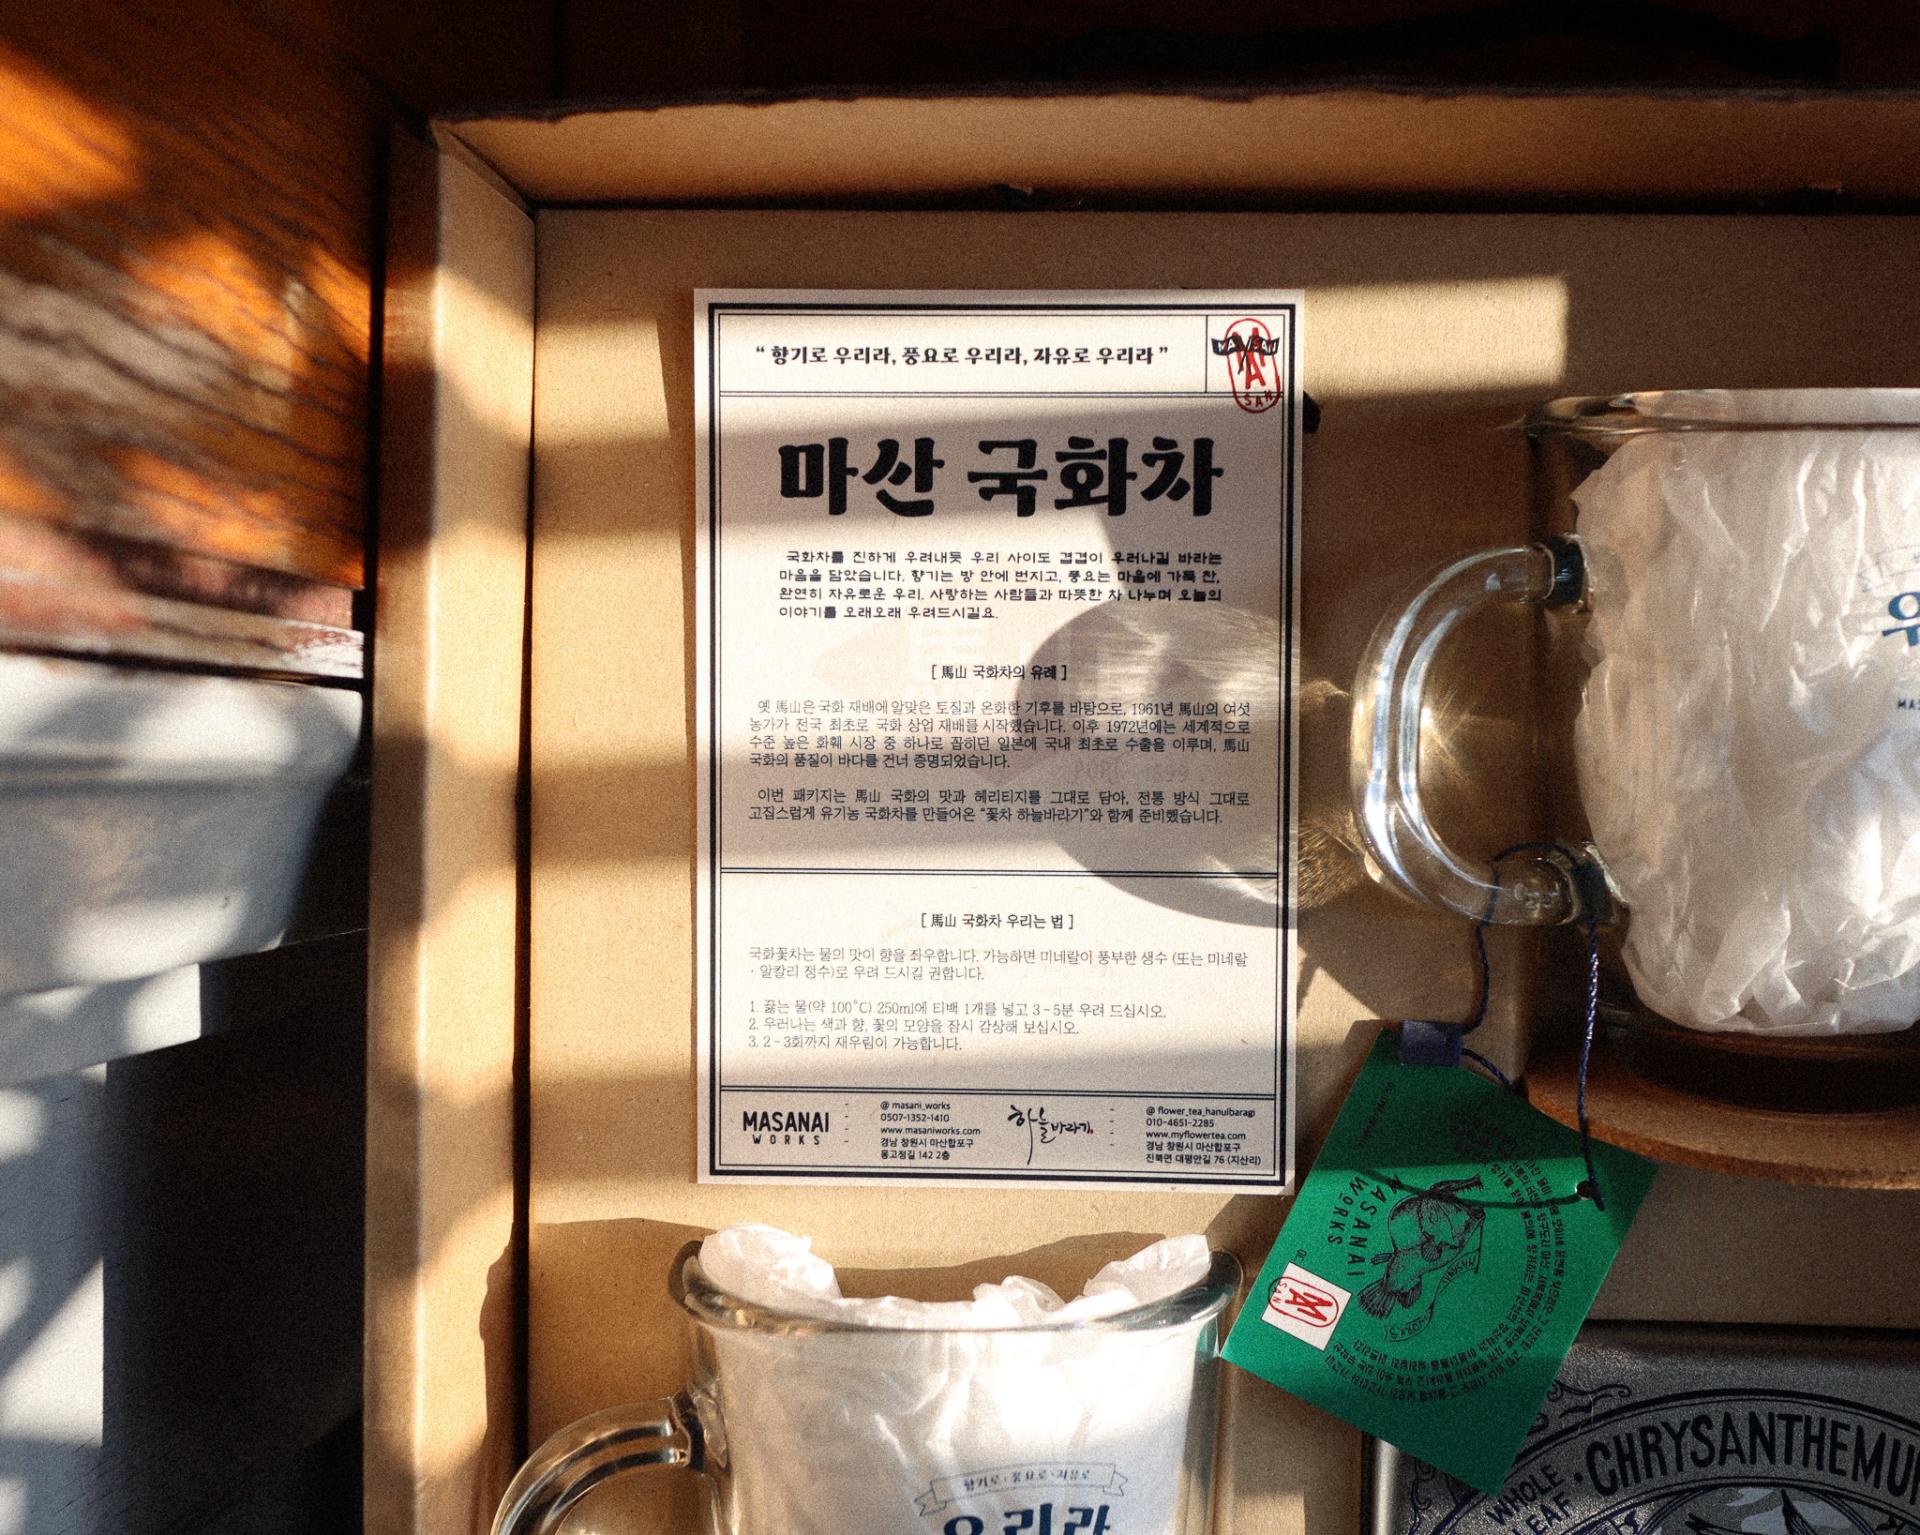 “ 향기로 우리라, 풍요로 우리라, 자유로 우리라 ”
MASAN
MA
SAN
마산 국화차
국화차를 진하게 우려내듯 우리 사이도 겹겹이 우러나길 바라는
마음을 담았습니다. 향기는 방 안에 번지고, 풍요는 마을에 가득 찬,
완연히 자유로운 우리. 사랑하는 사람들과 따뜻한 차 나누며 오늘의
이야기를 오래오래 우려드시길요.
[ 馬山 국화차의 유래 ]
옛 馬山은 국화 재배에 알맞은 토질과 온화한 기후를 바탕으로, 1961년 馬山의 여섯
농가가 전국 최초로 국화 상업 재배를 시작했습니다. 이후 1972년에는 세계적으로
수준 높은 화훼 시장 중 하나로 꼽히던 일본에 국내 최초로 수출을 이루며, 馬山
국화의 품질이 바다를 건너 증명되었습니다.
이번 패키지는 馬山 국화의 맛과 헤리티지를 그대로 담아, 전통 방식 그대로
고집스럽게 유기농 국화차를 만들어온 “꽃차 하늘바라기”와 함께 준비했습니다.
[ 馬山 국화차 우리는 법 ]
국화꽃차는 물의 맛이 향을 좌우합니다. 가능하면 미네랄이 풍부한 생수 (또는 미네랄
· 알칼리 정수)로 우려 드시길 권합니다.
1. 끓는 물(약 100˚C) 250ml에 티백 1개를 넣고 3-5분 우려 드십시오.
2. 우러나는 색과 향, 꽃의 모양을 잠시 감상해 보십시오.
3. 2-3회까지 재우림이 가능합니다.
MASANAI
WORKS
@ masani_works
0507-1352-1410
www.masaniworks.com
경남 창원시 마산합포구
몽고정길 142 2층
하늘바라기.
@ flower_tea_hanulbaragi
010-4651-2285
www.myflowertea.com
경남 창원시 마산합포구
진북면 대평안길 76 (지산리)
우
MAS
MASANAI
WORKS
MA
SAN
향기로·풍요로·자유로
우리라
WHOLE
LEAF
· CHRYSANTHEMU